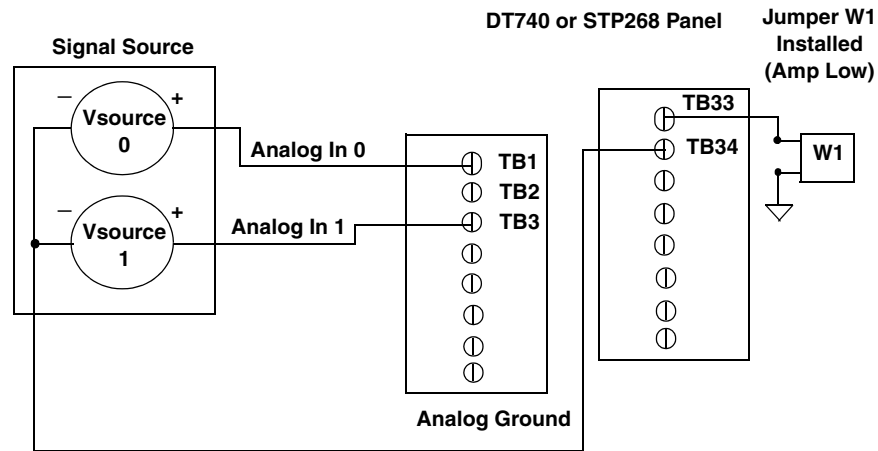 DT740 or STP268 Panel
Jumper W1
Installed
(Amp Low)
Signal Source
–
+
Vsource
0
Analog In 0
–
+
Vsource
1
Analog In 1
TB1
TB2
TB3
TB33
TB34
W1
Analog Ground